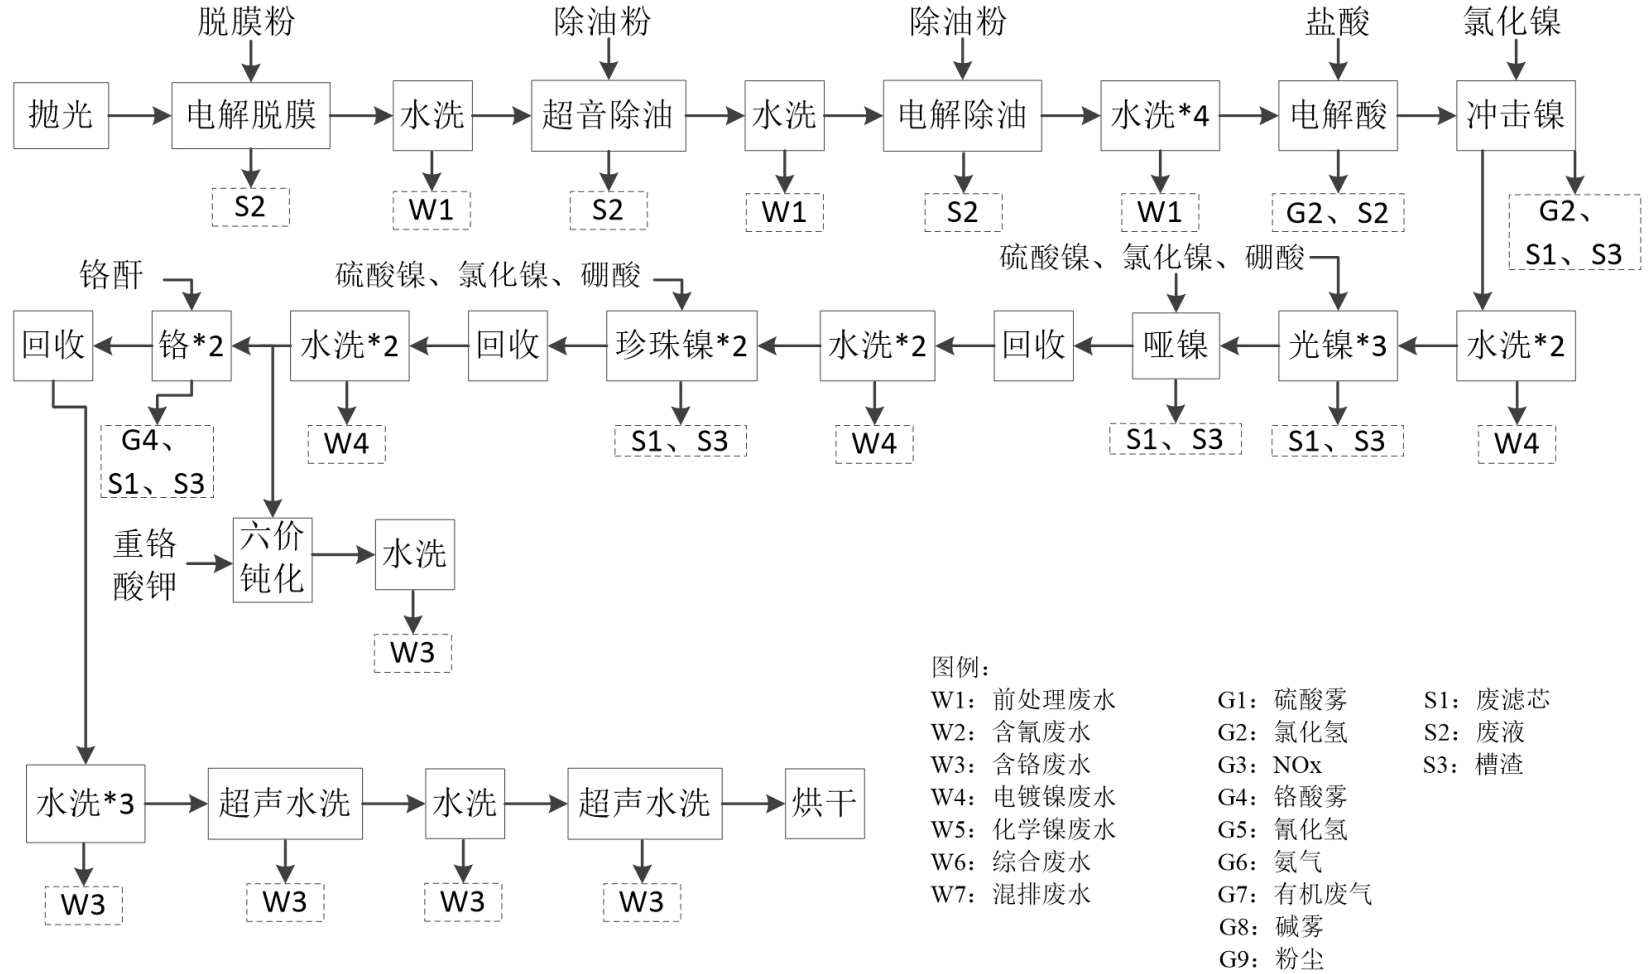 脱膜粉
除油粉
除油粉
盐酸
氯化镍
抛光
电解脱膜
水洗
超音除油
水洗
电解除油
水洗*4
电解酸
冲击镍
S2
W1
S2
W1
S2
W1
G2、S2
G2、
S1、S3
铬酐
硫酸镍、氯化镍、硼酸
硫酸镍、氯化镍、硼酸
回收
铬*2
水洗*2
回收
珍珠镍*2
水洗*2
回收
哑镍
光镍*3
水洗*2
G4、
S1、S3
W4
S1、S3
W4
S1、S3
S1、S3
W4
重铬
酸钾
六价
钝化
水洗
W3
水洗*3
超声水洗
水洗
超声水洗
烘干
W3
W3
W3
W3
图例：
W1：前处理废水
W2：含氰废水
W3：含铬废水
W4：电镀镍废水
W5：化学镍废水
W6：综合废水
W7：混排废水
G1：硫酸雾
G2：氯化氢
G3：NOx
G4：铬酸雾
G5：氰化氢
G6：氨气
G7：有机废气
G8：碱雾
G9：粉尘
S1：废滤芯
S2：废液
S3：槽渣